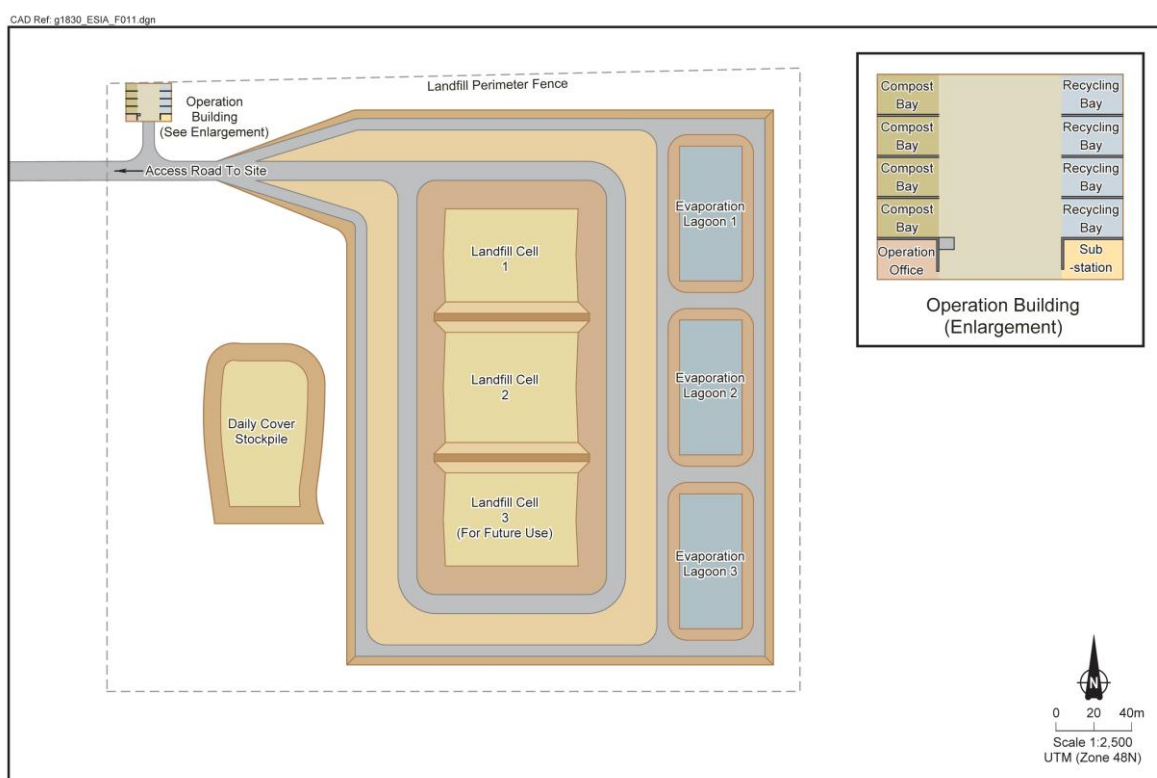 CAD Ref: g1830_ESIA_F011.dgn
Landfill Perimeter Fence
Operation
Building
(See Enlargement)
Access Road To Site
Landfill Cell
1
Landfill Cell
2
Landfill Cell
3
(For Future Use)
Daily Cover
Stockpile
Evaporation
Lagoon 1
Evaporation
Lagoon 2
Evaporation
Lagoon 3
Compost
Bay
Recycling
Bay
Compost
Bay
Recycling
Bay
Compost
Bay
Recycling
Bay
Compost
Bay
Recycling
Bay
Operation
Office
Sub
-station
Operation Building
(Enlargement)
N
0 20 40m
Scale 1:2,500
UTM (Zone 48N)